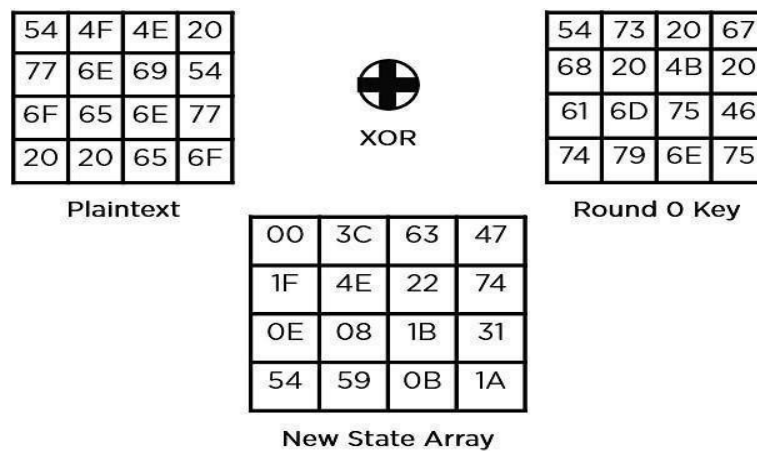 54 4F 4E 20
77 6E 69 54
6F 65 6E 77
20 20 65 6F
Plaintext
XOR
54 73 20 67
68 20 4B 20
61 6D 75 46
74 79 6E 75
Round 0 Key
00 3C 63 47
1F 4E 22 74
0E 08 1B 31
54 59 0B 1A
New State Array